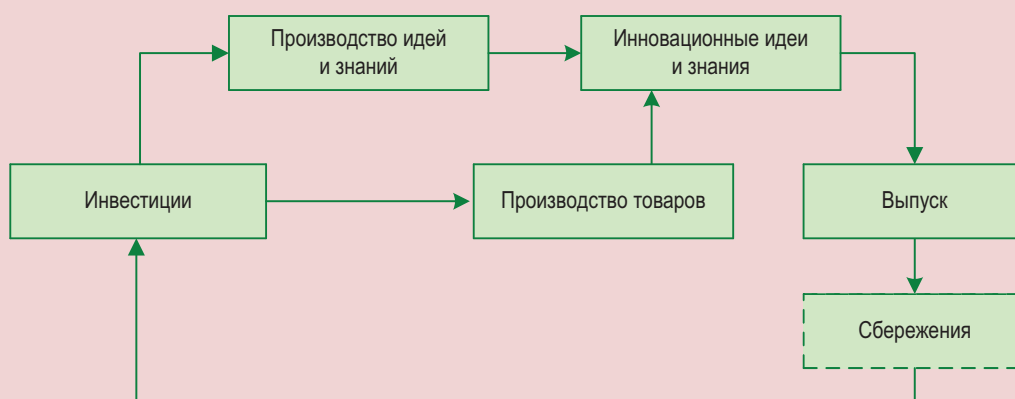 Производство идей
и знаний
Инновационные идеи
и знания
Инвестиции
Производство товаров
Выпуск
Сбережения